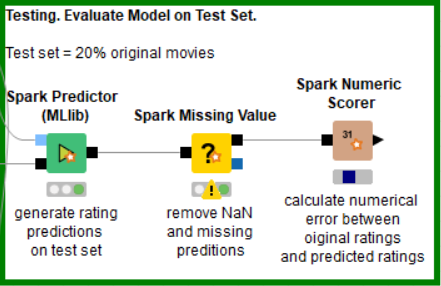 Testing. Evaluate Model on Test Set.
Test set = 20% original movies
Spark Predictor
(MLlib)
Spark Missing Value
Spark Numeric
Scorer
?
31
generate rating
predictions
on test set
remove NaN
and missing
preditions
calculate numerical
error between
oiginal ratings
and predicted ratings